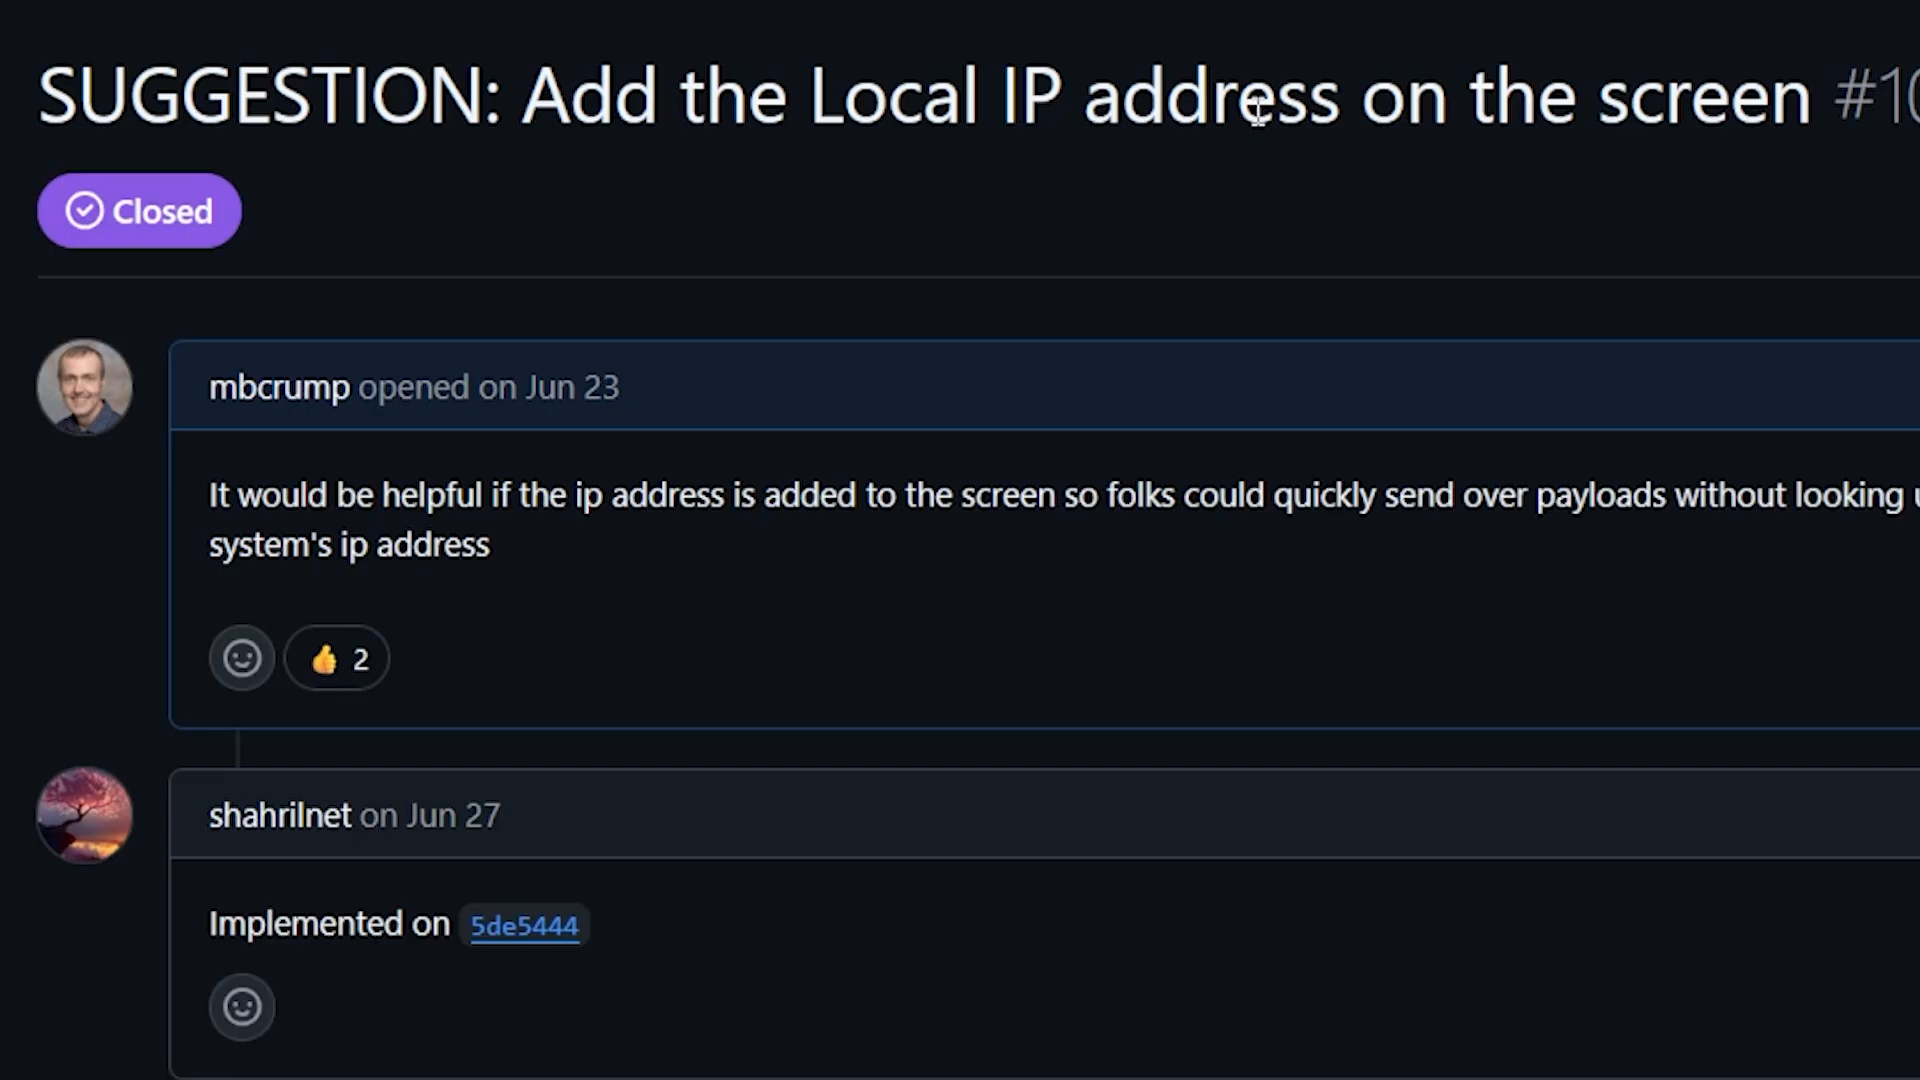 SUGGESTION: Add the Local IP address on the screen #10
Closed
mbcrump opened on Jun 23
It would be helpful if the ip address is added to the screen so folks could quickly send over payloads without looking
system's ip address
👍 2
shahrilnet on Jun 27
Implemented on 5de5444